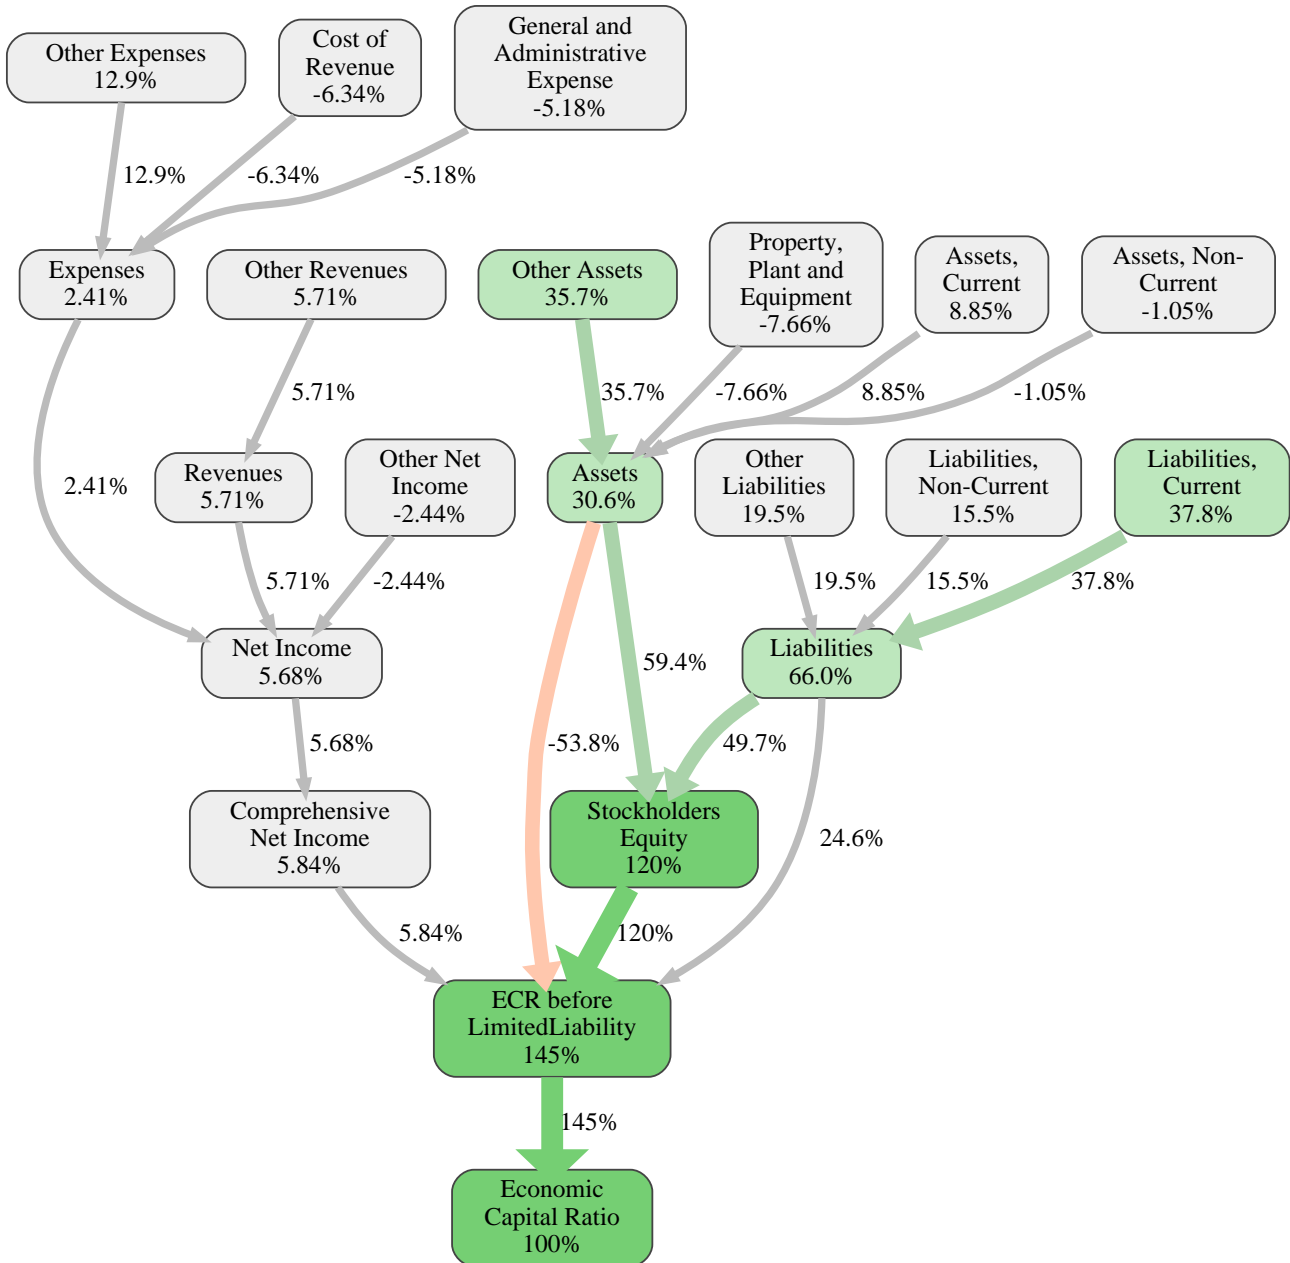 Other Expenses
12.9%
Cost of
Revenue
-6.34%
General and
Administrative
Expense
-5.18%
12.9%
-6.34%
-5.18%
Expenses
2.41%
Other Revenues
5.71%
Other Assets
35.7%
Property,
Plant and
Equipment
-7.66%
Assets,
Current
8.85%
Assets, Non-
Current
-1.05%
5.71%
35.7%
-7.66%
8.85%
-1.05%
2.41%
Revenues
5.71%
Other Net
Income
-2.44%
Assets
30.6%
Other
Liabilities
19.5%
Liabilities,
Non-Current
15.5%
Liabilities,
Current
37.8%
5.71%
-2.44%
19.5%
15.5%
37.8%
Net Income
5.68%
59.4%
Liabilities
66.0%
5.68%
-53.8%
49.7%
Comprehensive
Net Income
5.84%
Stockholders
Equity
120%
24.6%
5.84%
120%
ECR before
LimitedLiability
145%
145%
Economic
Capital Ratio
100%